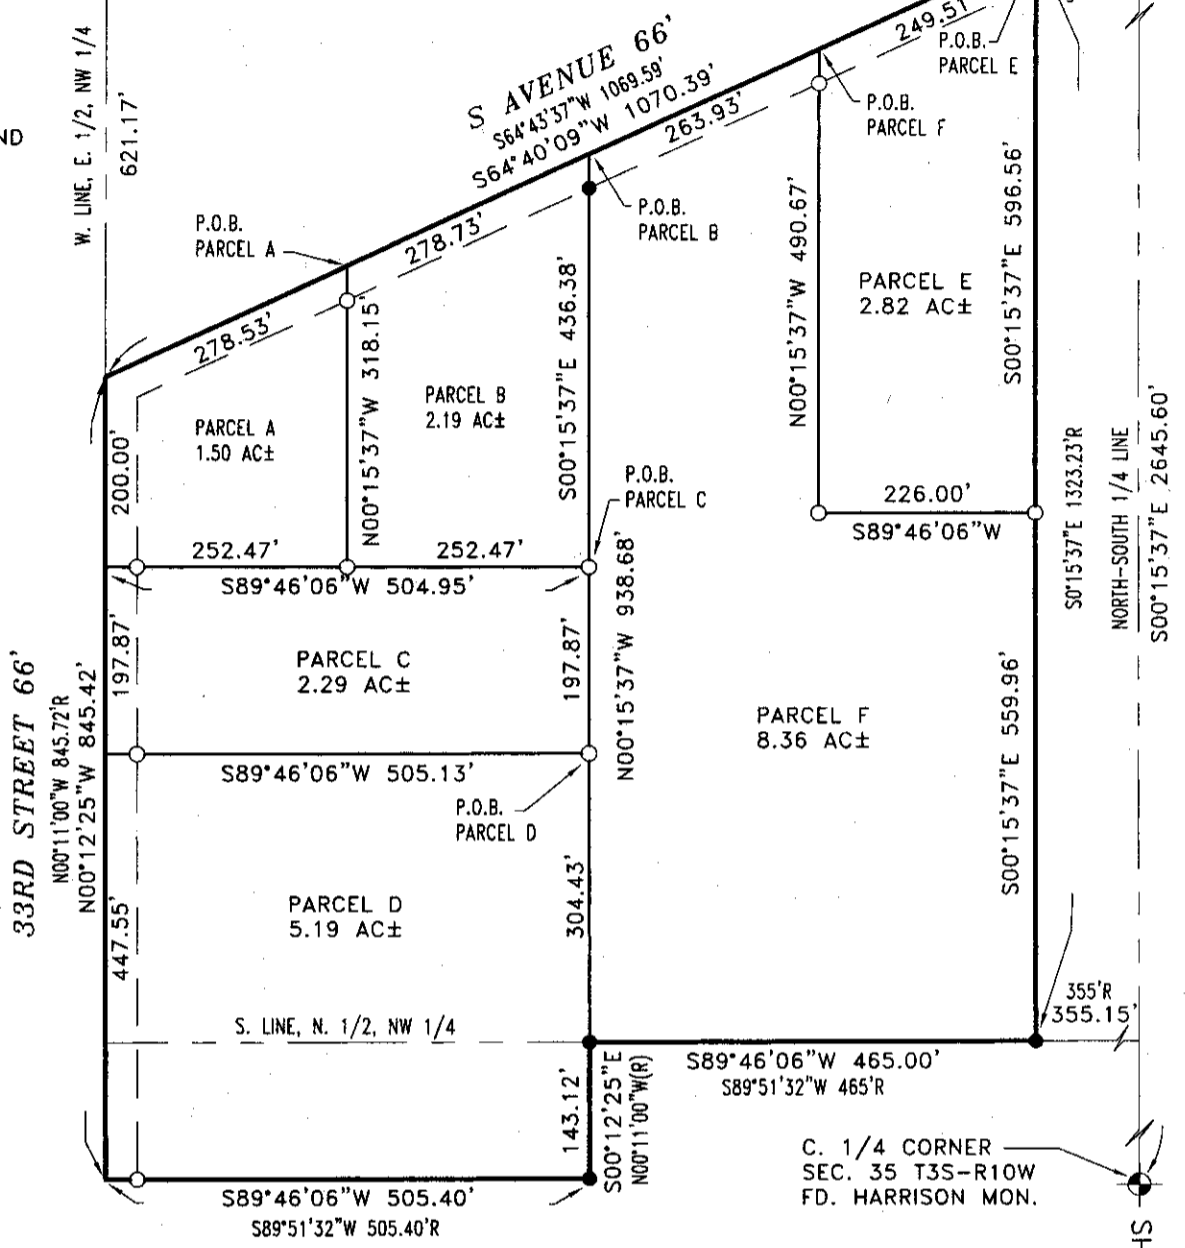 ND
W. LINE, E. 1/2, NW 1/4
621.17'
S AVENUE 66'
S64°43'37"W 1069.59'
S64°40'09"W 1070.39'
249.51'
P.O.B.
PARCEL E
P.O.B.
PARCEL F
263.93'
P.O.B.
PARCEL B
P.O.B.
PARCEL A
278.73'
278.53'
200.00'
PARCEL A
1.50 AC±
N00°15'37"W 318.15'
PARCEL B
2.19 AC±
S00°15'37"E 436.38'
N00°15'37"W 490.67'
PARCEL E
2.82 AC±
S00°15'37"E 596.56'
P.O.B.
PARCEL C
226.00'
S89°46'06"W
S0°15'37"E 1323.23'R
NORTH-SOUTH 1/4 LINE
S00°15'37"E 2645.60'
252.47'
252.47'
S89°46'06"W 504.95'
197.87'
PARCEL C
2.29 AC±
197.87'
N00°15'37"W 938.68'
33RD STREET 66'
N00°11'00"W 845.72'R
N00°12'25"W 845.42'
S89°46'06"W 505.13'
P.O.B.
PARCEL D
PARCEL F
8.36 AC±
S00°15'37"E 559.96'
447.55'
PARCEL D
5.19 AC±
304.43'
S. LINE, N. 1/2, NW 1/4
355'R
355.15'
S89°46'06"W 465.00'
S89°51'32"W 465'R
143.12'
S00°12'25"E
N00°11'00"W(R)
S89°46'06"W 505.40'
S89°51'32"W 505.40'R
C. 1/4 CORNER
SEC. 35 T3S-R10W
FD. HARRISON MON.
SH